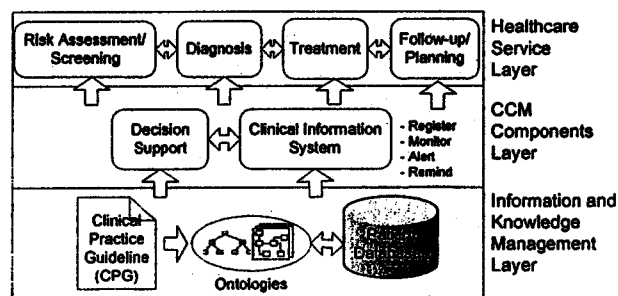 Risk Assessment/
Screening
Diagnosis
Treatment
Follow-up/
Planning
Healthcare
Service
Layer
Decision
Support
Clinical Information
System
- Register
- Monitor
- Alert
- Remind
CCM
Components
Layer
Clinical
Practice
Guideline
(CPG)
Ontologies
Information and
Knowledge
Management
Layer